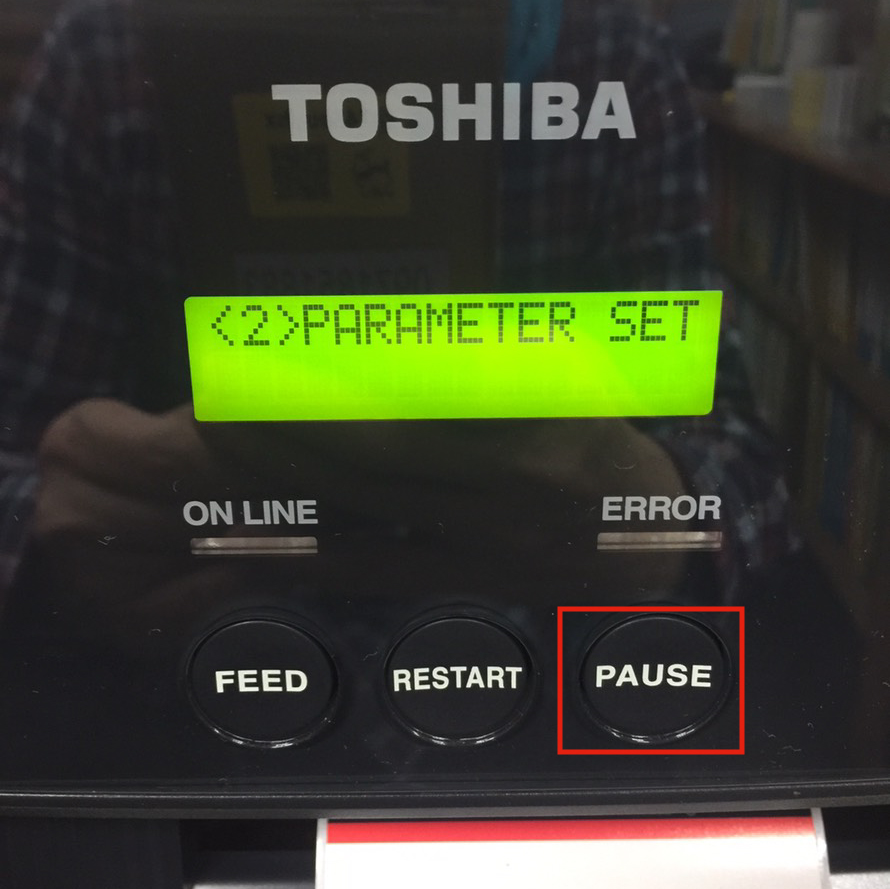 TOSHIBA
<2>PARAMETER SET
ON LINE
ERROR
FEED
RESTART
PAUSE